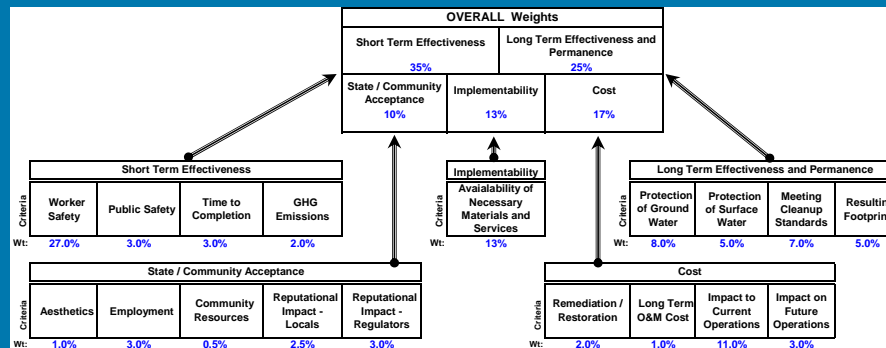 OVERALL Weights
Short Term Effectiveness
Long Term Effectiveness and
Permanence
35%
25%
State / Community
Acceptance
Implementability
Cost
10%
13%
17%
Short Term Effectiveness
Criteria
Worker
Safety
Public Safety
Time to
Completion
GHG
Emissions
Wt:
27.0%
3.0%
3.0%
2.0%
Implementability
Criteria
Avaialability of
Necessary
Materials and
Services
Wt:
13%
Long Term Effectiveness and Permanence
Criteria
Protection
of Ground
Water
Protection
of Surface
Water
Meeting
Cleanup
Standards
Resultin
Footprin
Wt:
8.0%
5.0%
7.0%
5.0%
State / Community Acceptance
Criteria
Aesthetics
Employment
Community
Resources
Reputational
Impact -
Locals
Reputational
Impact -
Regulators
Wt:
1.0%
3.0%
0.5%
2.5%
3.0%
Cost
Criteria
Remediation /
Restoration
Long Term
O&M Cost
Impact to
Current
Operations
Impact on
Future
Operations
Wt:
2.0%
1.0%
11.0%
3.0%